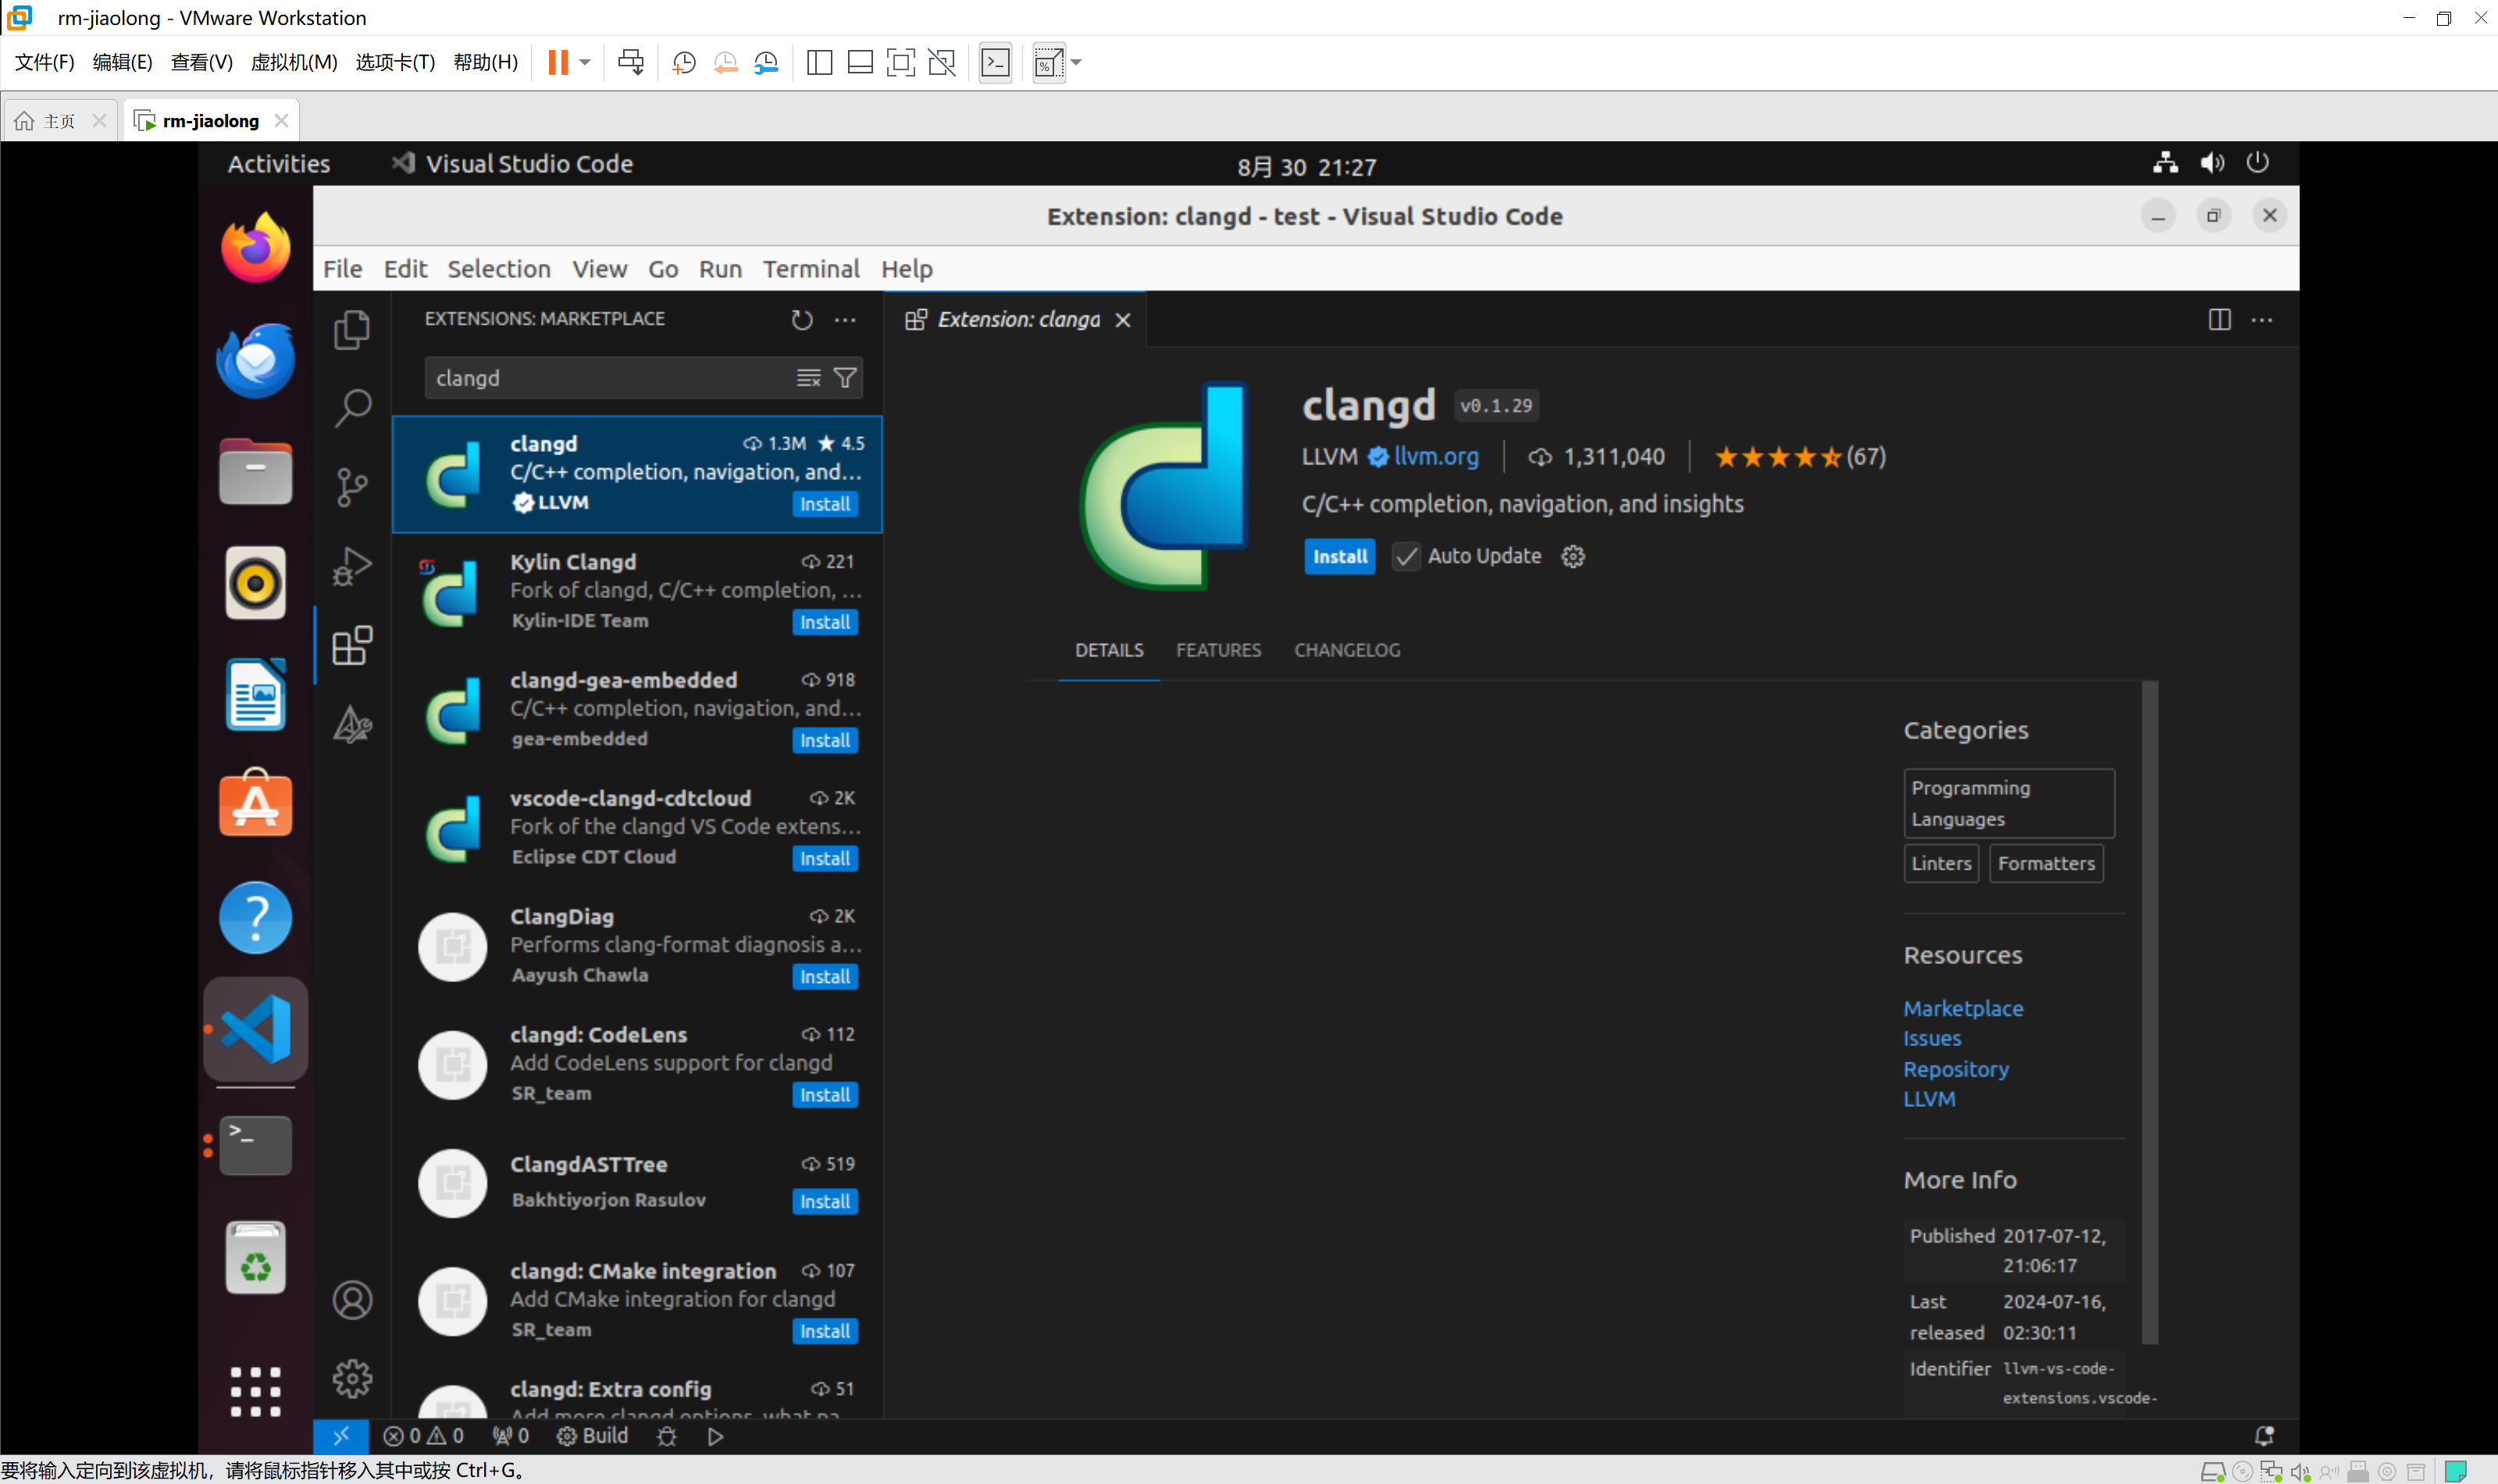 rm-jiaolong - VMware Workstation
文件(F) 编辑(E) 查看(V) 虚拟机(M) 选项卡(T) 帮助(H)
主页 rm-jiaolong
Activities Visual Studio Code 8月 30 21:27
Extension: clangd - test - Visual Studio Code
File Edit Selection View Go Run Terminal Help
EXTENSIONS: MARKETPLACE
Extension: clangd
clangd
clangd 1.3M 4.5
C/C++ completion, navigation, and...
LLVM Install
Kylin Clangd 221
Fork of clangd, C/C++ completion, ...
Kylin-IDE Team Install
clangd-gea-embedded 918
C/C++ completion, navigation, and...
gea-embedded Install
vscode-clangd-cdtcloud 2K
Fork of the clangd VS Code extens...
Eclipse CDT Cloud Install
ClangDiag 2K
Performs clang-format diagnosis a...
Aayush Chawla Install
clangd: CodeLens 112
Add CodeLens support for clangd
SR_team Install
ClangdASTTree 519
Bakhtiyorjon Rasulov Install
clangd: CMake integration 107
Add CMake integration for clangd
SR_team Install
clangd: Extra config 51
Add more clangd options, what pa...
clangd v0.1.29
LLVM llvm.org 1,311,040 (67)
C/C++ completion, navigation, and insights
Install Auto Update
DETAILS FEATURES CHANGELOG
Categories
Programming
Languages
Linters Formatters
Resources
Marketplace
Issues
Repository
LLVM
More Info
Published 2017-07-12,
21:06:17
Last 2024-07-16,
released 02:30:11
Identifier llvm-vs-code-
extensions.vscode-
0 0 0 Build
要将输入定向到该虚拟机，请将鼠标指针移入其中或按 Ctrl+G。